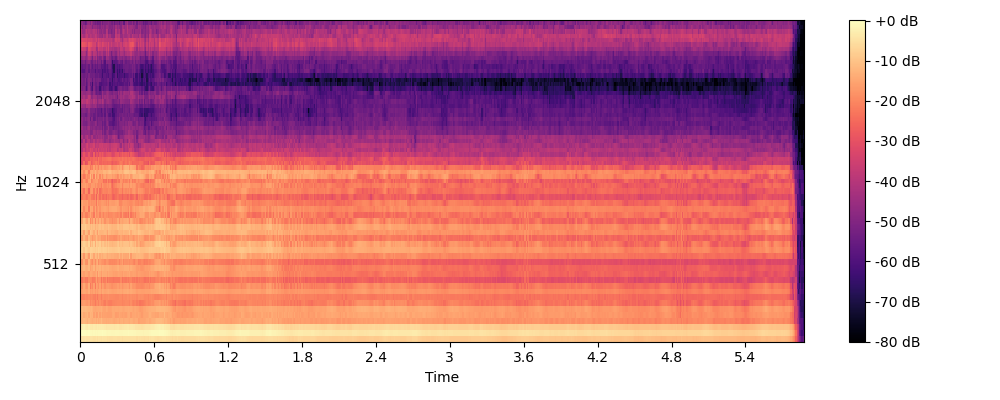 +0 dB
-10 dB
-20 dB
-30 dB
-40 dB
-50 dB
-60 dB
-70 dB
-80 dB
2048
1024
512
Hz
0 0.6 1.2 1.8 2.4 3 3.6 4.2 4.8 5.4
Time